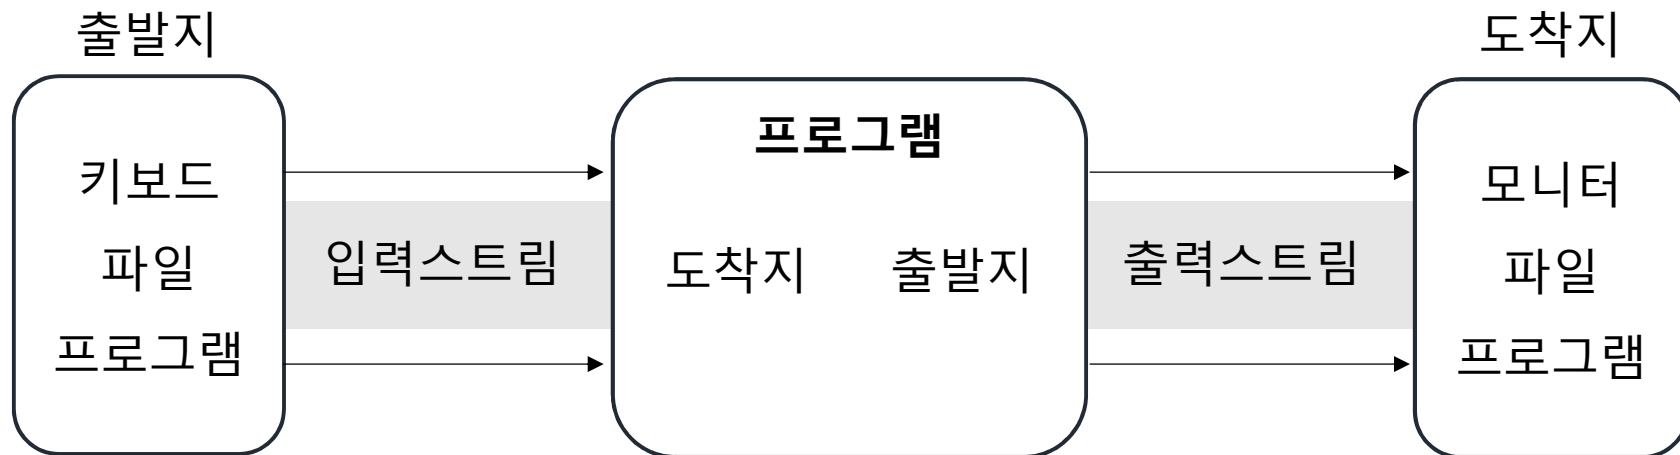 출발지
키보드
파일
프로그램
입력스트림
프로그램
도착지 출발지
출력스트림
도착지
모니터
파일
프로그램